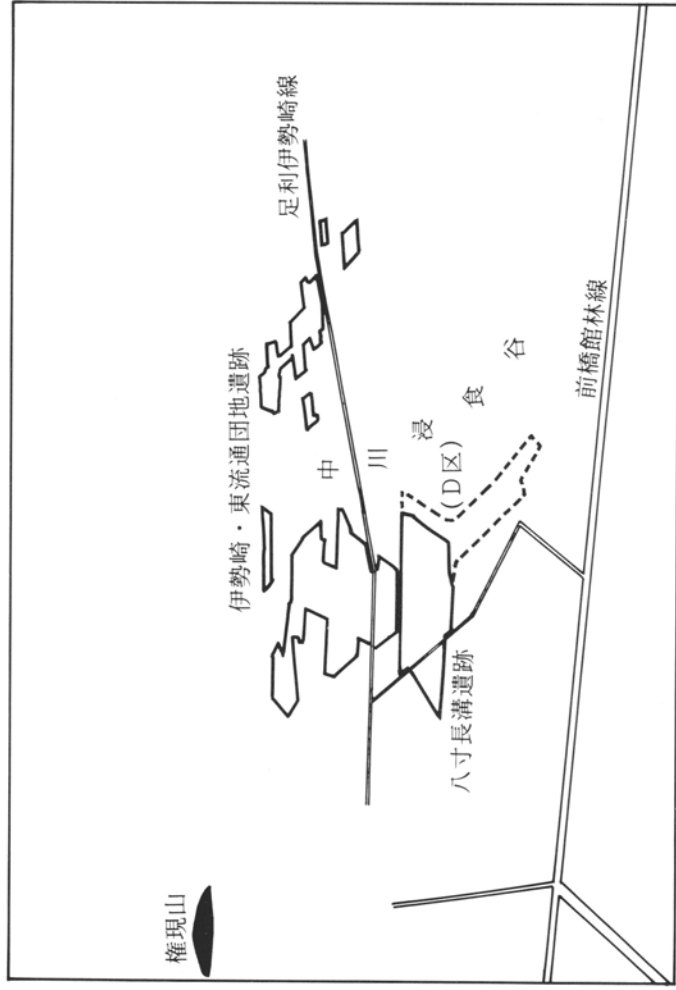 権現山
伊勢崎・東流通団地遺跡
足利伊勢崎線
中川浸食谷
(D区)
八寸長溝遺跡
前橋館林線